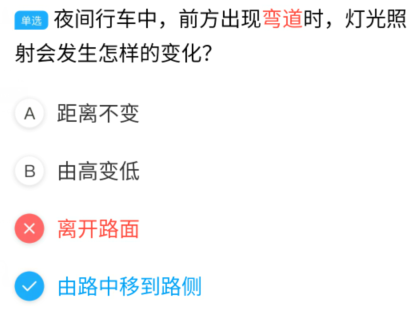 单选 夜间行车中，前方出现弯道时，灯光照
射会发生怎样的变化？
A 距离不变
B 由高变低
离开路面
由路中移到路侧